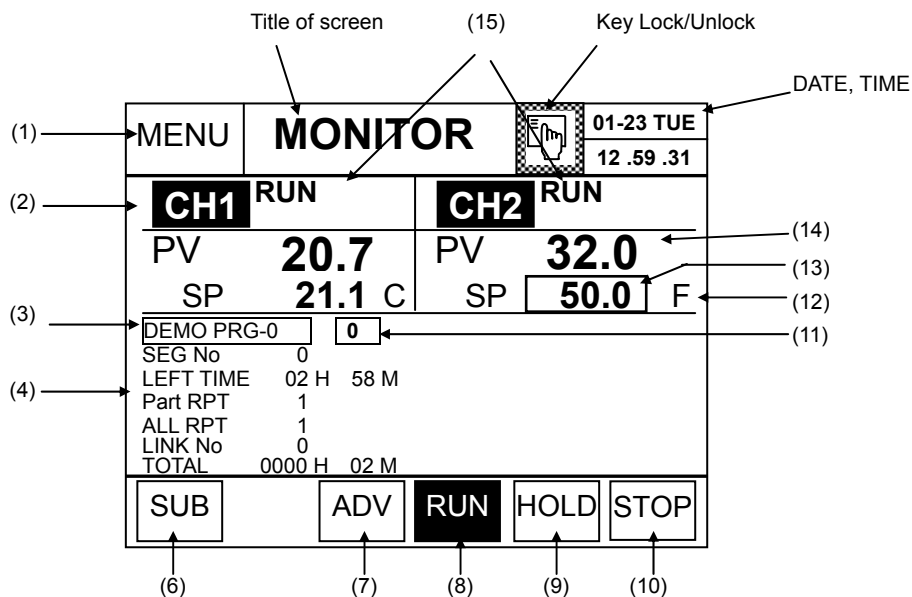 Title of screen (15) Key Lock/Unlock
DATE, TIME
(1) MENU MONITOR 01-23 TUE
12 .59 .31
(2) CH1 RUN CH2 RUN
PV 20.7 PV 32.0 (14)
(13)
SP 21.1 C SP 50.0 F (12)
(3) DEMO PRG-0 0 (11)
SEG No 0
(4) LEFT TIME 02 H 58 M
Part RPT 1
ALL RPT 1
LINK No 0
TOTAL 0000 H 02 M
SUB ADV RUN HOLD STOP
(6) (7) (8) (9) (10)